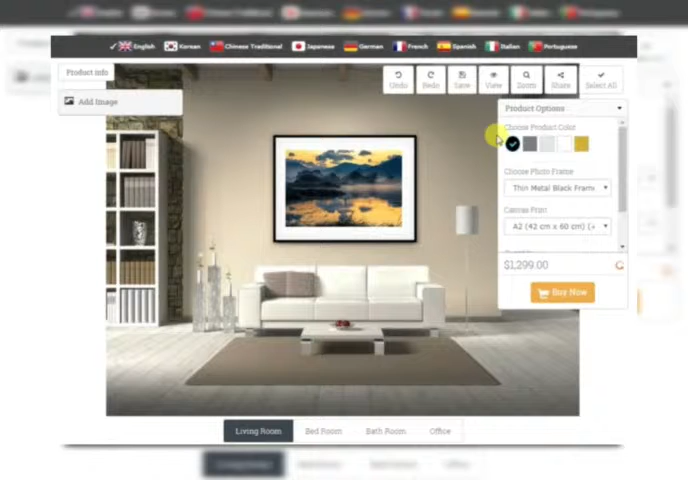 English Korean Chinese Traditional Japanese German French Spanish Italian Portuguese
Product info
Undo Redo Save View Zoom Share Select All
Add Image
Product Options
Choose Product Color
Choose Photo Frame
Thin Metal Black Frami
Canvas Print
A2 (42 cm x 60 cm) (+
$1,299.00
Buy Now
Living Room Bed Room Bath Room Office